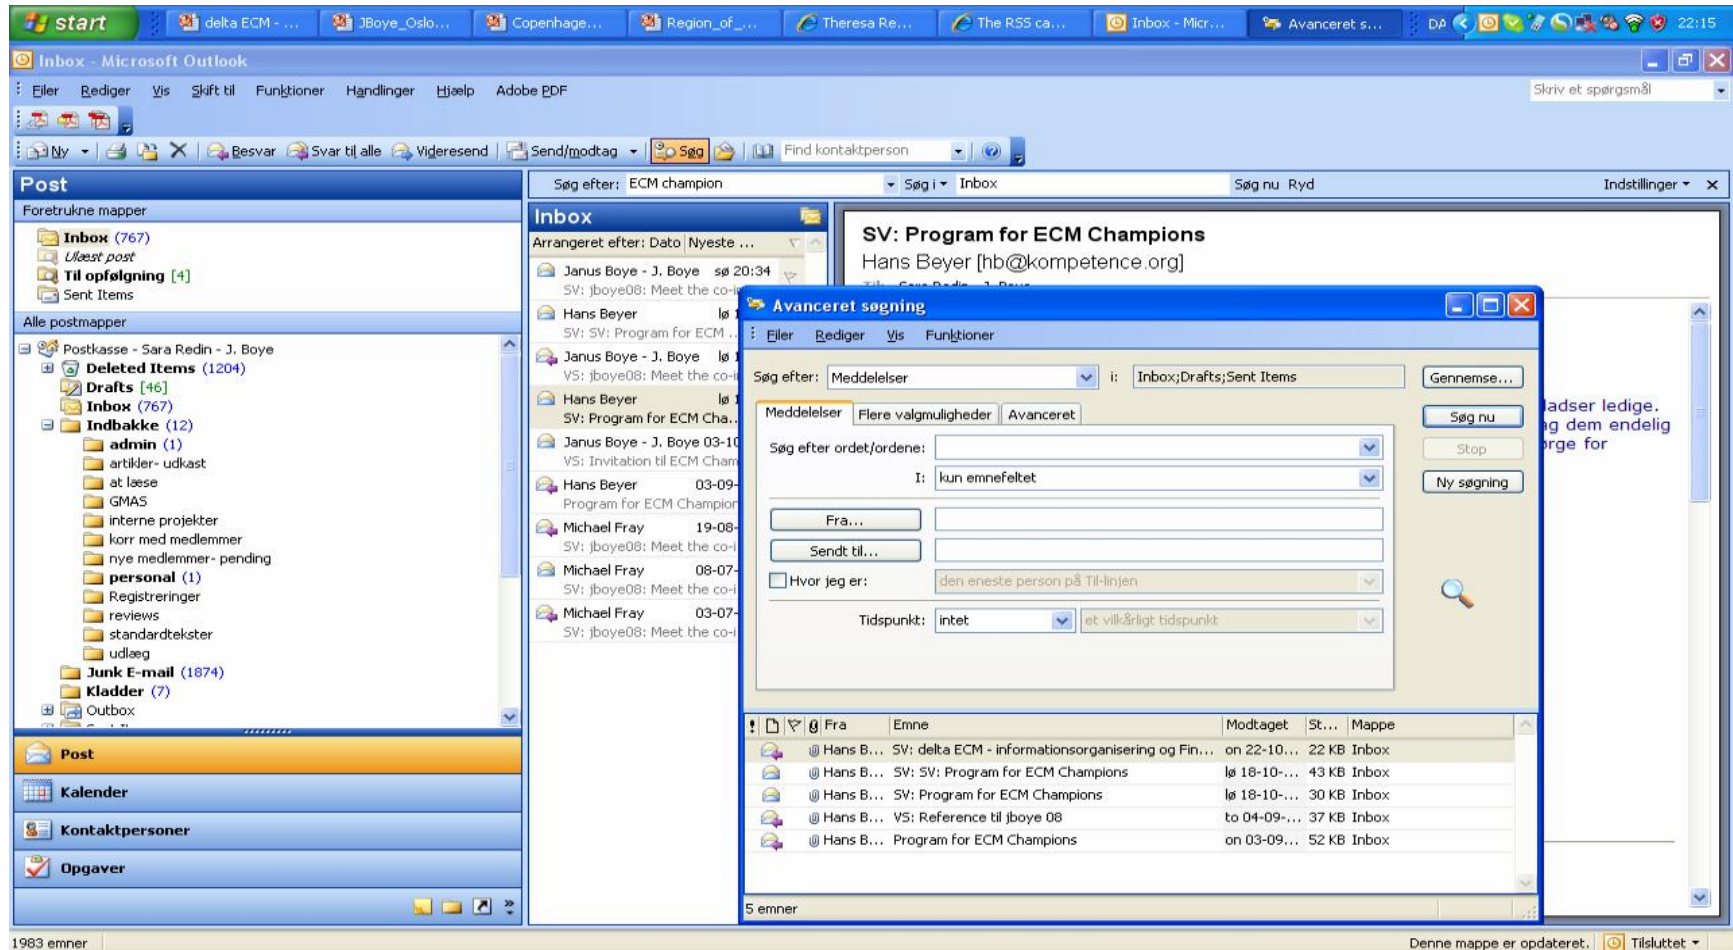 start delta ECM - ... JBoye_Oslo... Copenhage... Region_of_... Theresa Re... The RSS ca... Inbox - Micr... Avanceret s... DA 22:15
Inbox - Microsoft Outlook
Filer Rediger Vis Skift til Funktioner Handlinger Hjælp Adobe PDF Skriv et spørgsmål
Ny Besvar Svar til alle Videresend Send/modtag Søg Find kontaktperson
Post
Foretrukne mapper
Inbox (767)
Ulæst post
Til opfølgning [4]
Sent Items
Alle postmapper
Postkasse - Sara Redin - J. Boye
Deleted Items (1204)
Drafts [46]
Inbox (767)
Indbakke (12)
admin (1)
artikler- udkast
at læse
GMAS
interne projekter
korr med medlemmer
nye medlemmer- pending
personal (1)
Registreringer
reviews
standardtekster
udlæg
Junk E-mail (1874)
Kladder (7)
Outbox
Post
Kalender
Kontaktpersoner
Opgaver
1983 emner
Søg efter: ECM champion Søg i Inbox Søg nu Ryd Indstillinger
Inbox
Arrangeret efter: Dato Nyeste ...
Janus Boye - J. Boye sø 20:34
SV: jboye08: Meet the co-i
Hans Beyer lø 1
SV: SV: Program for ECM ...
Janus Boye - J. Boye lø 1
VS: jboye08: Meet the co-i
Hans Beyer lø 1
SV: Program for ECM Cha...
Janus Boye - J. Boye 03-10
VS: Invitation til ECM Cham
Hans Beyer 03-09-
Program for ECM Champior
Michael Fray 19-08-
SV: jboye08: Meet the co-i
Michael Fray 08-07-
SV: jboye08: Meet the co-i
Michael Fray 03-07-
SV: jboye08: Meet the co-i
SV: Program for ECM Champions
Hans Beyer [hb@kompetence.org]
Avanceret søgning
Filer Rediger Vis Funktioner
Søg efter: Meddelelser i: Inbox;Drafts;Sent Items Gennemse...
Meddelelser Flere valgmuligheder Avanceret Søg nu
Søg efter ordet/ordene: Stop
I: kun emnefeltet Ny søgning
Fra...
Sendt til...
Hvor jeg er: den eneste person på Til-linjen
Tidspunkt: intet et vilkårligt tidspunkt
Fra Emne Modtaget St... Mappe
Hans B... SV: delta ECM - informationsorganisering og Fin... on 22-10... 22 KB Inbox
Hans B... SV: SV: Program for ECM Champions lø 18-10-... 43 KB Inbox
Hans B... SV: Program for ECM Champions lø 18-10-... 30 KB Inbox
Hans B... VS: Reference til jboye 08 to 04-09-... 37 KB Inbox
Hans B... Program for ECM Champions on 03-09... 52 KB Inbox
5 emner
ladser ledige.
ag dem endelig
ørge for
Denne mappe er opdateret. Tilsluttet